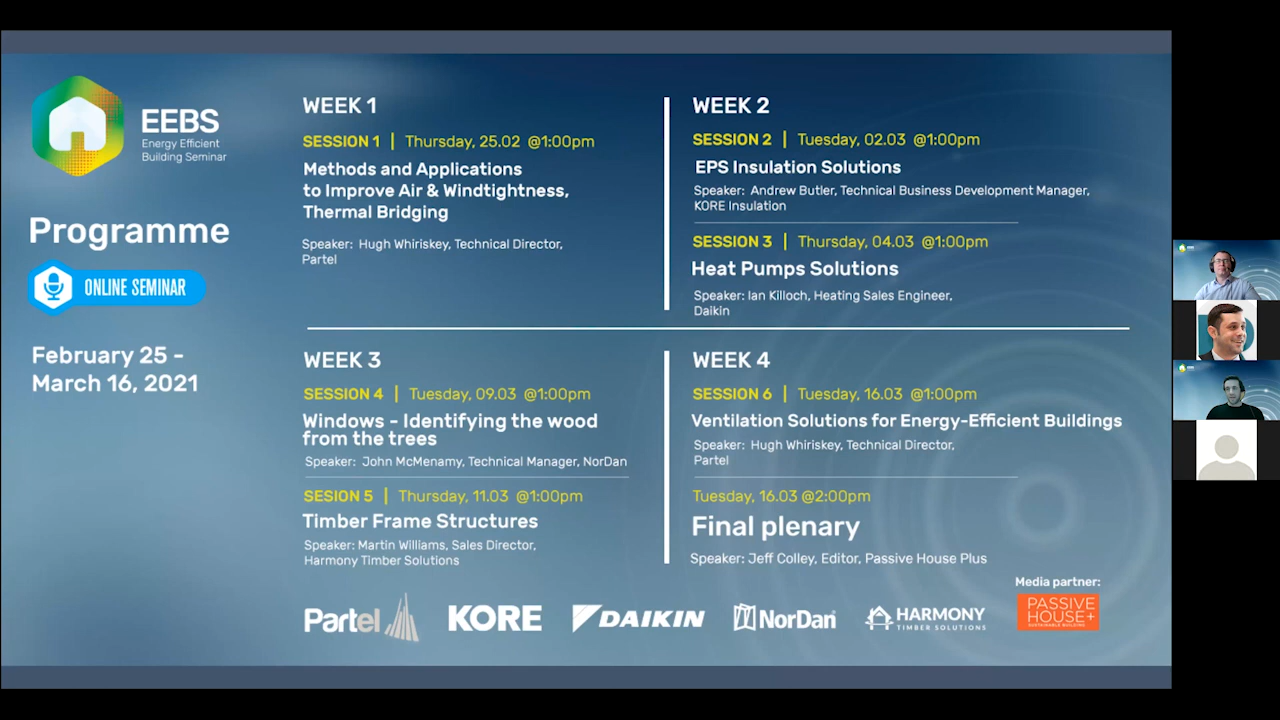 EEBS
Energy Efficient
Building Seminar
Programme
ONLINE SEMINAR
February 25 -
March 16, 2021
WEEK 1
SESSION 1 | Thursday, 25.02 @1:00pm
Methods and Applications
to Improve Air & Windtightness,
Thermal Bridging
Speaker: Hugh Whiriskey, Technical Director,
Partel
WEEK 2
SESSION 2 | Tuesday, 02.03 @1:00pm
EPS Insulation Solutions
Speaker: Andrew Butler, Technical Business Development Manager,
KORE Insulation
SESSION 3 | Thursday, 04.03 @1:00pm
Heat Pumps Solutions
Speaker: Ian Killoch, Heating Sales Engineer,
Daikin
WEEK 3
SESSION 4 | Tuesday, 09.03 @1:00pm
Windows - Identifying the wood
from the trees
Speaker: John McMenamy, Technical Manager, NorDan
SESION 5 | Thursday, 11.03 @1:00pm
Timber Frame Structures
Speaker: Martin Williams, Sales Director,
Harmony Timber Solutions
WEEK 4
SESSION 6 | Tuesday, 16.03 @1:00pm
Ventilation Solutions for Energy-Efficient Buildings
Speaker: Hugh Whiriskey, Technical Director,
Partel
Tuesday, 16.03 @2:00pm
Final plenary
Speaker: Jeff Colley, Editor, Passive House Plus
Media partner:
Partel
KORE
DAIKIN
NorDan
HARMONY
TIMBER SOLUTIONS
PASSIVE
HOUSE+
SUSTAINABLE BUILDING